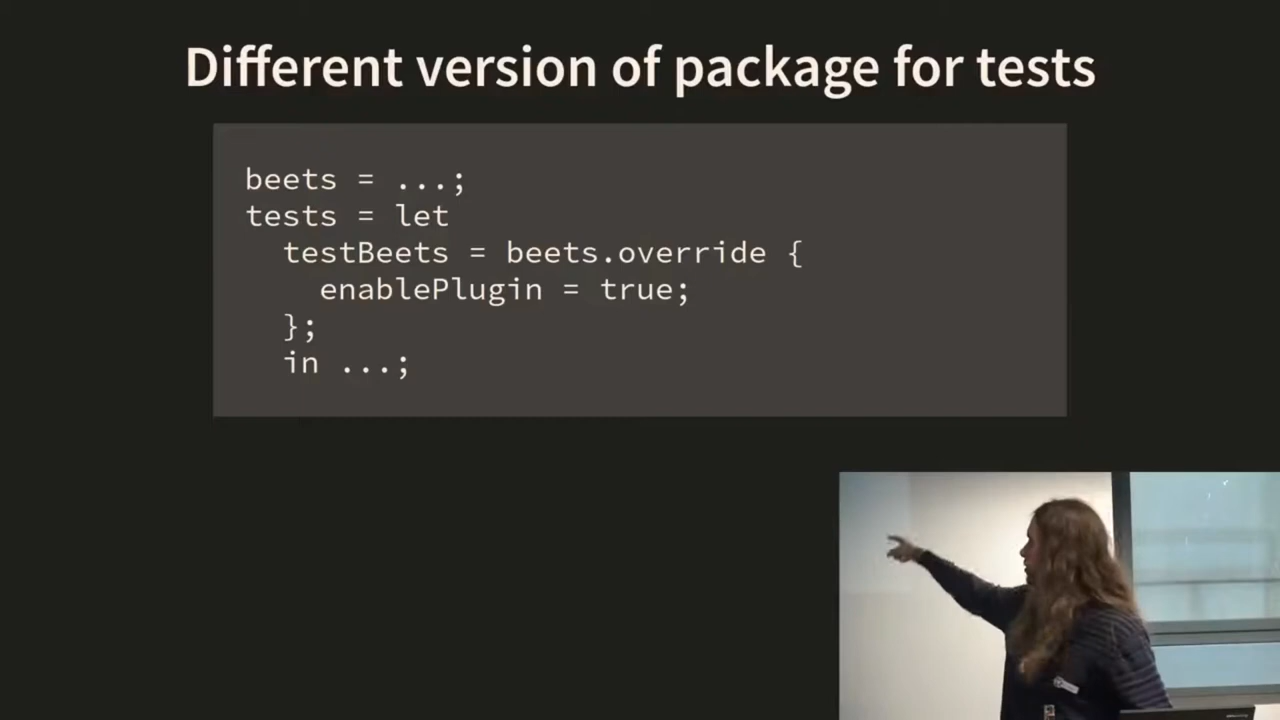 Different version of package for tests
beets = ...;
tests = let
  testBeets = beets.override {
    enablePlugin = true;
  };
  in ...;